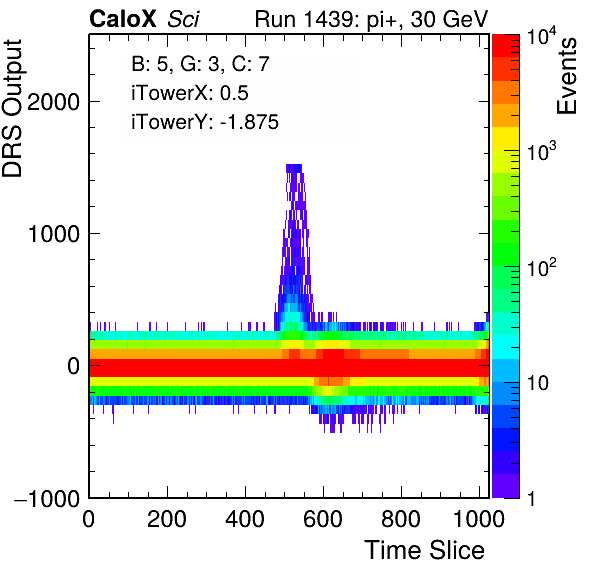 CaloX Sci Run 1439: pi+, 30 GeV
B: 5, G: 3, C: 7
iTowerX: 0.5
iTowerY: -1.875
DRS Output
2000
1000
0
−1000
0 200 400 600 800 1000
Time Slice
Events
10^4
10^3
10^2
10
1